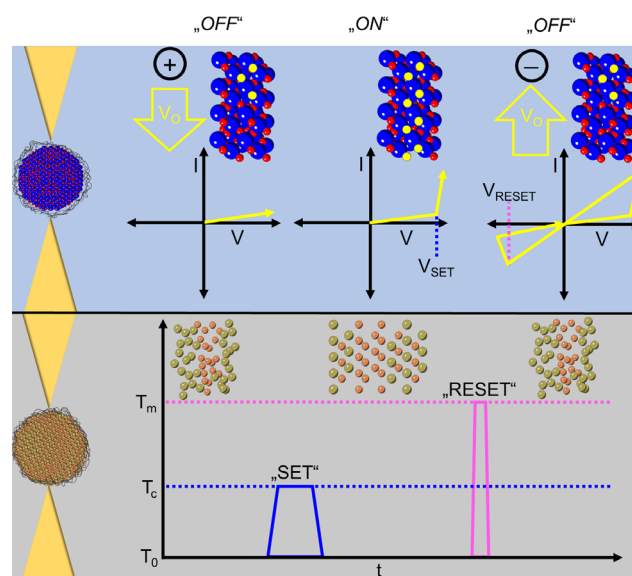 „OFF“ „ON“ „OFF“
+ −
V_O V_O
I I I
V_RESET
V V V
V_SET
T_m „RESET“
„SET“
T_c
T_0
t